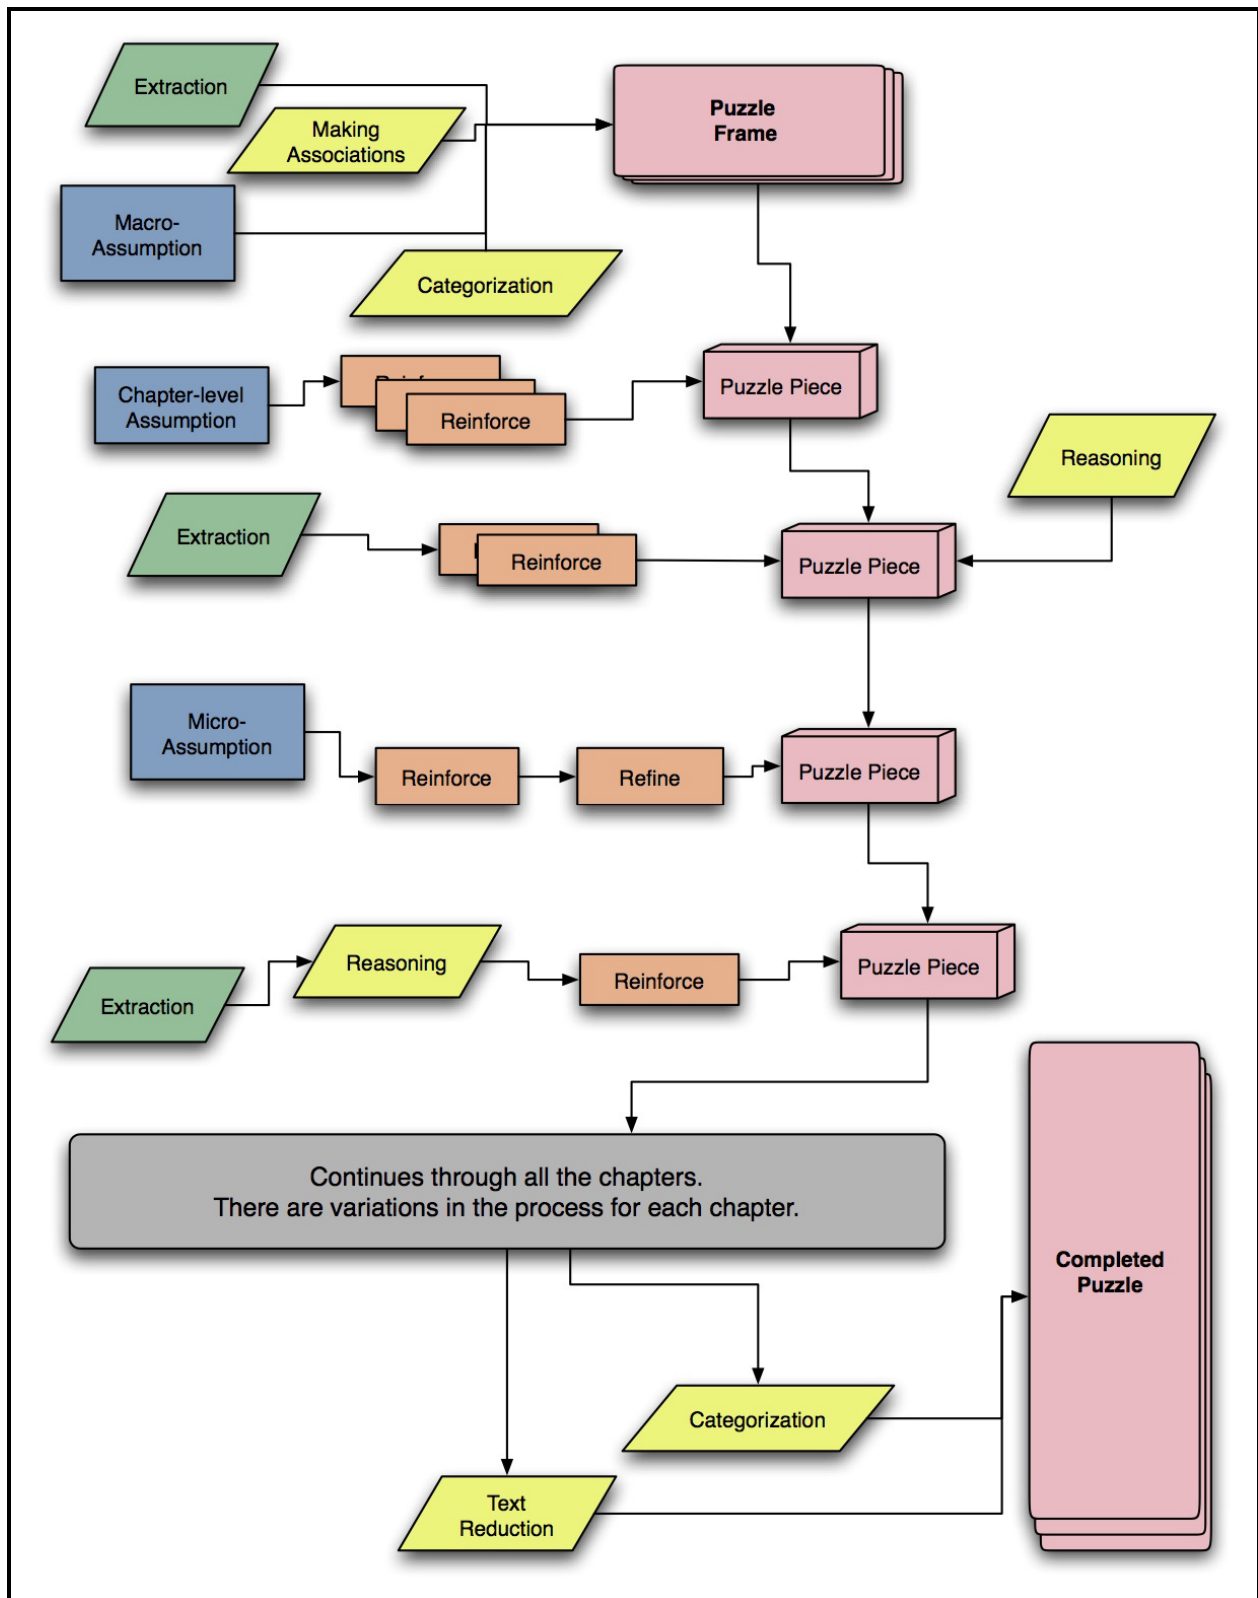 Extraction
Puzzle
Frame
Making
Associations
Macro-
Assumption
Categorization
Chapter-level
Assumption
Reinforce
Puzzle Piece
Reasoning
Extraction
Reinforce
Puzzle Piece
Micro-
Assumption
Reinforce
Refine
Puzzle Piece
Extraction
Reasoning
Reinforce
Puzzle Piece
Continues through all the chapters.
There are variations in the process for each chapter.
Completed
Puzzle
Categorization
Text
Reduction